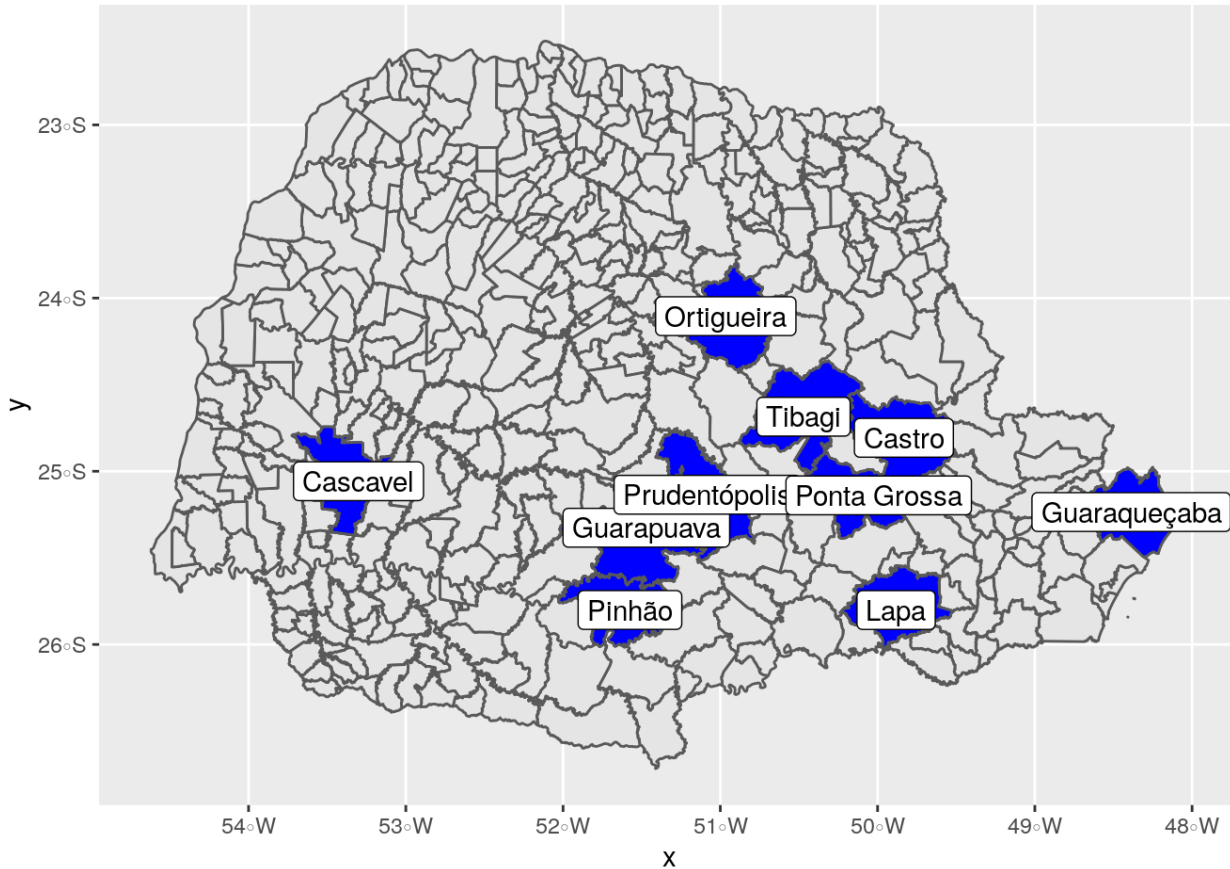 23◦S
24◦S
25◦S
26◦S
y
Ortigueira
Tibagi
Castro
Cascavel
Prudentópolis
Ponta Grossa
Guaraqueçaba
Guarapuava
Pinhão
Lapa
54◦W
53◦W
52◦W
51◦W
50◦W
49◦W
48◦W
x